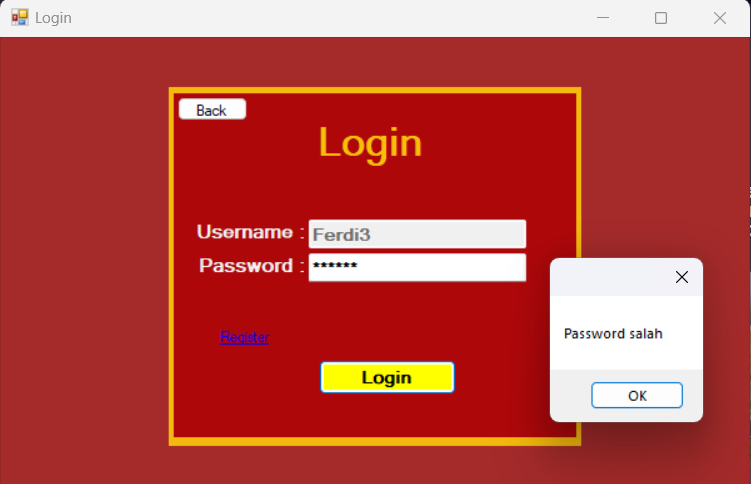 Login
Back
Login
Username : Ferdi3
Password : ******
Password salah
Register
Login
OK